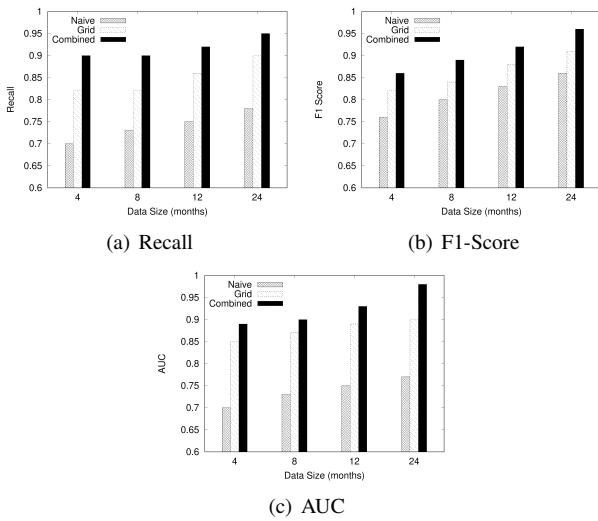 1
0.95
0.9
0.85
0.8
0.75
0.7
0.65
0.6
Recall
Naive
Grid
Combined
4 8 12 24
Data Size (months)
(a) Recall
1
0.95
0.9
0.85
0.8
0.75
0.7
0.65
0.6
F1 Score
Naive
Grid
Combined
4 8 12 24
Data Size (months)
(b) F1-Score
1
0.95
0.9
0.85
0.8
0.75
0.7
0.65
0.6
AUC
Naive
Grid
Combined
4 8 12 24
Data Size (months)
(c) AUC